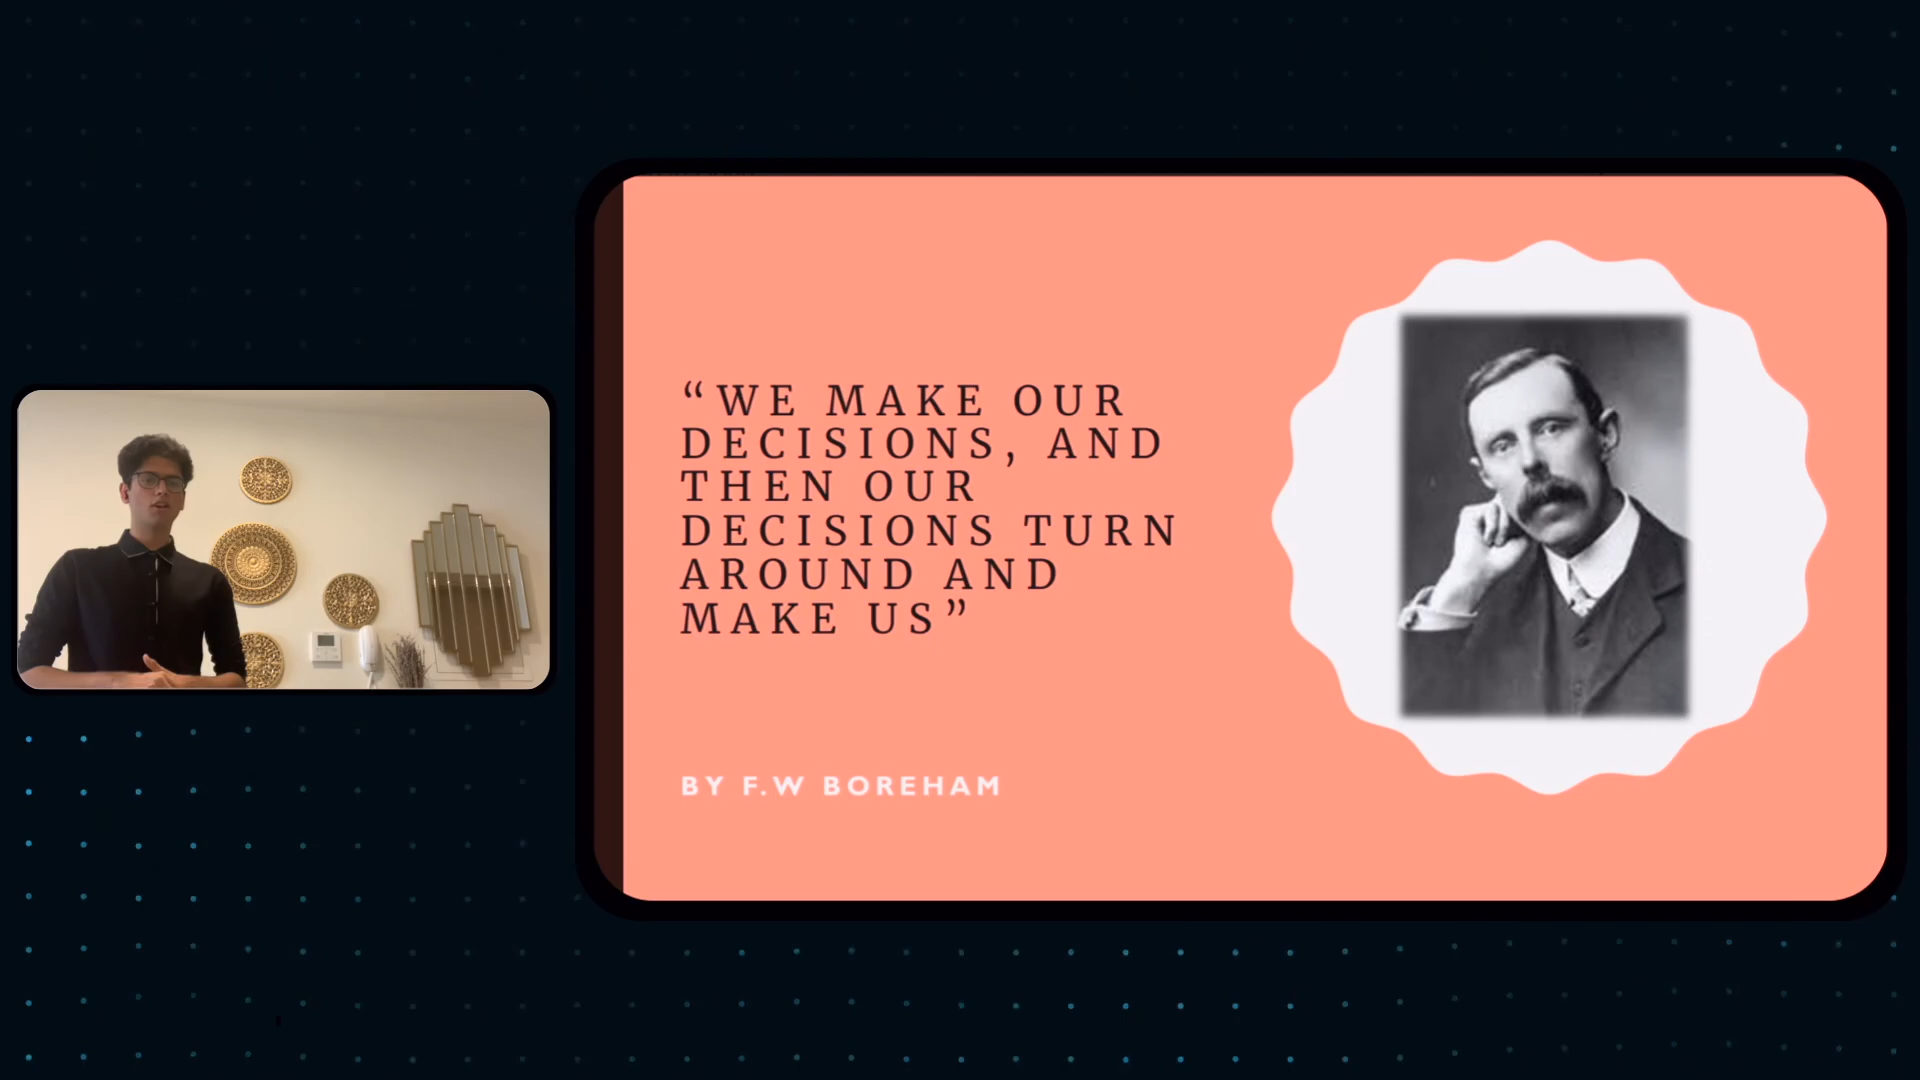 “WE MAKE OUR
DECISIONS, AND
THEN OUR
DECISIONS TURN
AROUND AND
MAKE US”
BY F.W BOREHAM